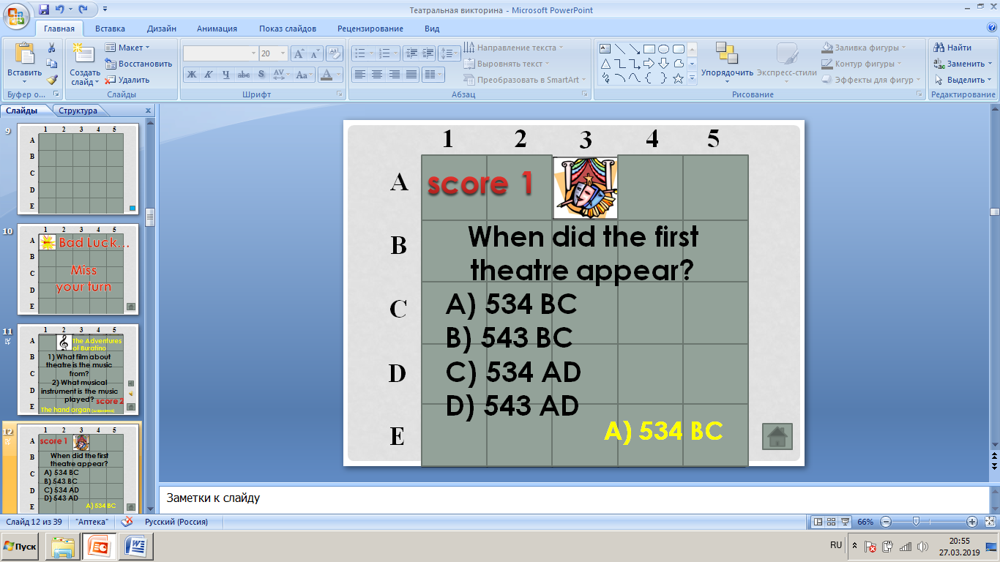 Театральная викторина - Microsoft PowerPoint
Главная Вставка Дизайн Анимация Показ слайдов Рецензирование Вид
Вставить
Буфер о...
Создать слайд
Макет
Восстановить
Удалить
Слайды
20
Ж К Ч abc S AV Aa А
Шрифт
Направление текста
Выровнять текст
Преобразовать в SmartArt
Абзац
Упорядочить
Экспресс-стили
Заливка фигуры
Контур фигуры
Эффекты для фигур
Рисование
Найти
Заменить
Выделить
Редактирование
Слайды Структура
9
1 2 3 4 5
A
B
C
D
E
10
1 2 3 4 5
A Bad Luck...
B
C Miss
D your turn
E
11
1 2 3 4 5
A The Adventures
of Buratino
B 1) What film about
theatre is the music
C from?
2) What musical
D instrument is the music
played? score 2
E The hand organ
12
1 2 3 4 5
A score 1
B When did the first
theatre appear?
C A) 534 BC
B) 543 BC
C) 534 AD
D D) 543 AD
E A) 534 BC
1 2 3 4 5
A score 1
B When did the first
theatre appear?
C A) 534 BC
B) 543 BC
D C) 534 AD
D) 543 AD
E A) 534 BC
Заметки к слайду
Слайд 12 из 39 "Аптека" Русский (Россия) 66%
Пуск RU 20:55
27.03.2019